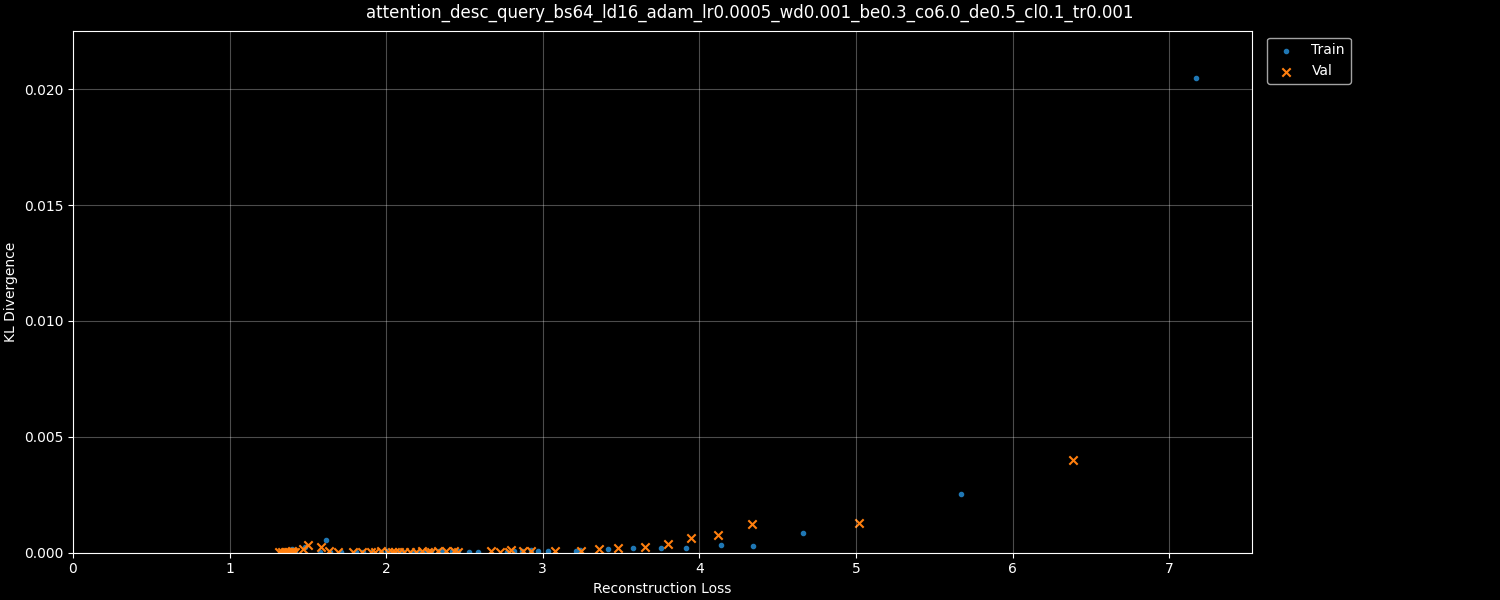 attention_desc_query_bs64_ld16_adam_lr0.0005_wd0.001_be0.3_co6.0_de0.5_cl0.1_tr0.001
Train
Val
KL Divergence
0.020
0.015
0.010
0.005
0.000
0 1 2 3 4 5 6 7
Reconstruction Loss